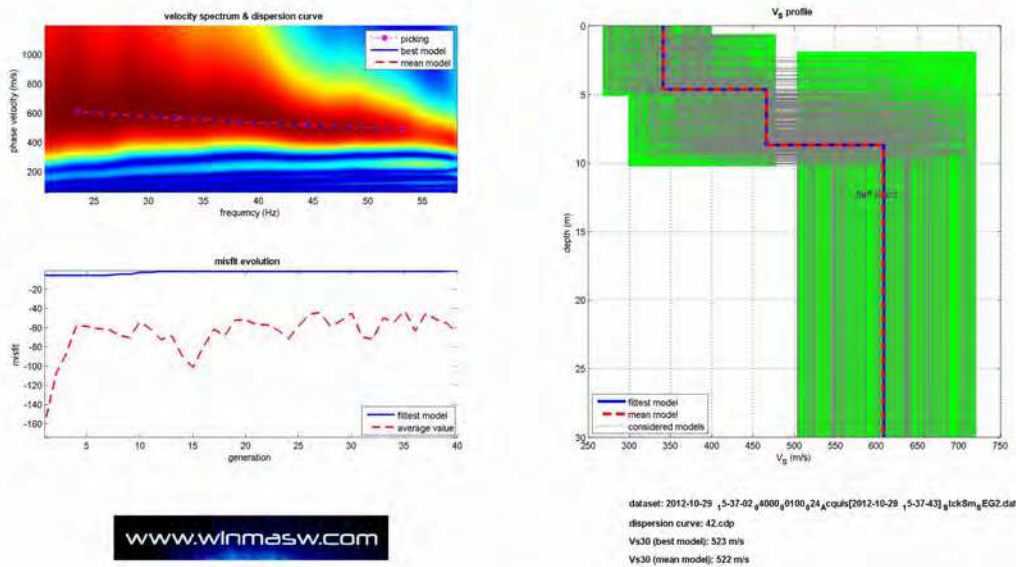 velocity spectrum & dispersion curve
1000
800
600
400
200
phase velocity (m/s)
picking
best model
mean model
25
30
35
40
45
50
55
frequency (Hz)
misfit evolution
-20
-40
-60
-80
-100
-120
-140
-160
misfit
fittest model
average value
5
10
15
20
25
30
35
40
generation
www.winmasw.com
VS profile
0
5
10
15
20
25
30
depth (m)
fittest model
mean model
considered models
250
300
350
400
450
500
550
600
650
700
750
VS (m/s)
dispersion curve: 42.cdp
Vs30 (best model): 523 m/s
Vs30 (mean model): 522 m/s